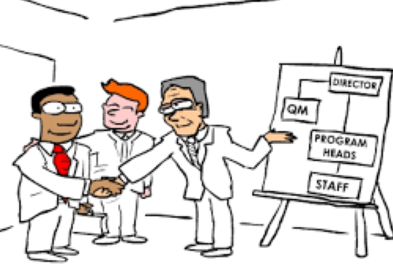 DIRECTOR
QM
PROGRAM
HEADS
STAFF